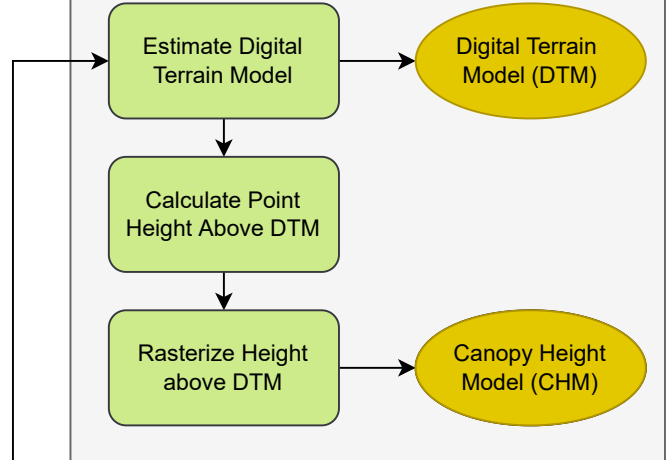 Estimate Digital
Terrain Model
Digital Terrain
Model (DTM)
Calculate Point
Height Above DTM
Rasterize Height
above DTM
Canopy Height
Model (CHM)